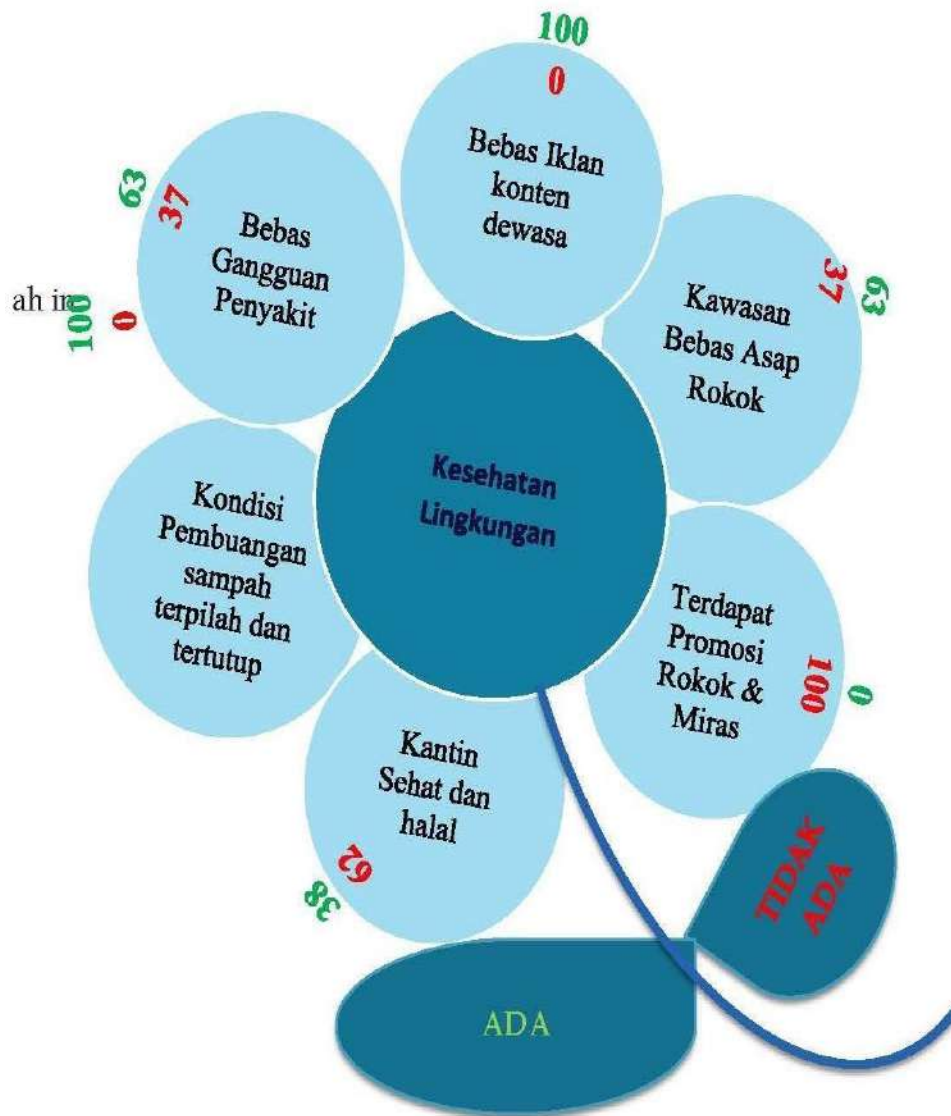 100
0
Bebas Iklan
konten
dewasa
63
37
Bebas
Gangguan
Penyakit
37
63
Kawasan
Bebas Asap
Rokok
ah in
100
0
Kesehatan
Lingkungan
Kondisi
Pembuangan
sampah
terpilah dan
tertutup
Terdapat
Promosi
Rokok &
Miras
100
0
Kantin
Sehat dan
halal
62
38
TIDAK
ADA
ADA